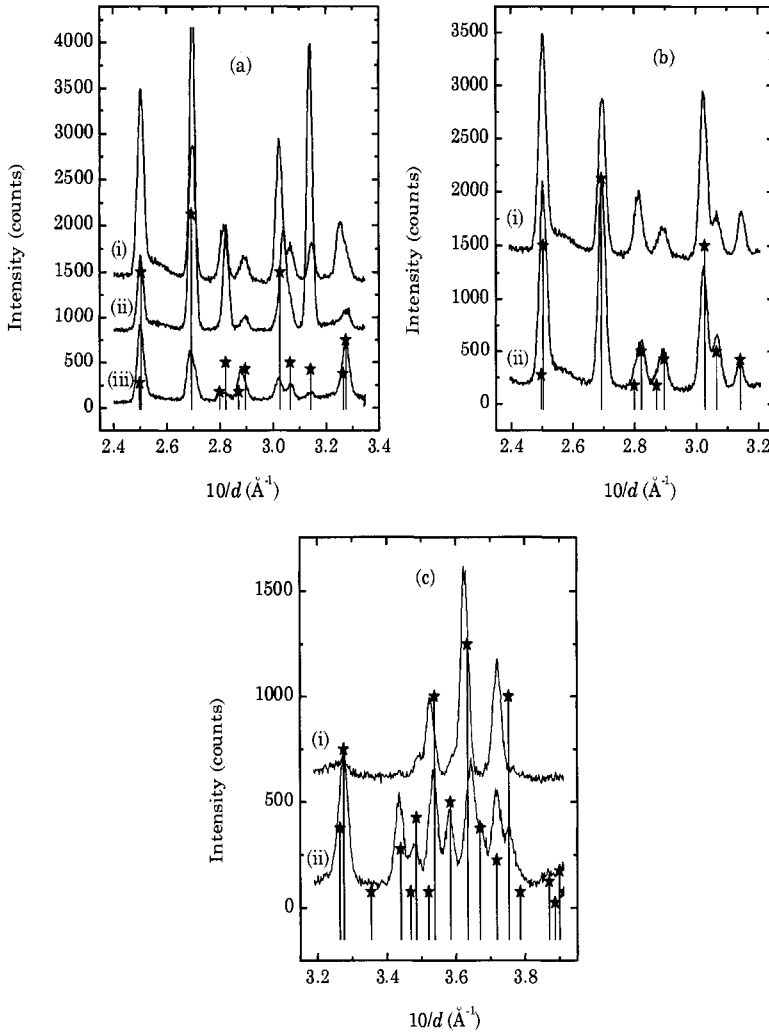 4000
3500
3000
2500
2000
1500
1000
500
0
Intensity (counts)
(a)
(i)
(ii)
(iii)
2.4 2.6 2.8 3.0 3.2 3.4
10/d (Å⁻¹)
3500
3000
2500
2000
1500
1000
500
0
Intensity (counts)
(b)
(i)
(ii)
2.4 2.6 2.8 3.0 3.2
10/d (Å⁻¹)
1500
1000
500
0
Intensity (counts)
(c)
(i)
(ii)
3.2 3.4 3.6 3.8
10/d (Å⁻¹)